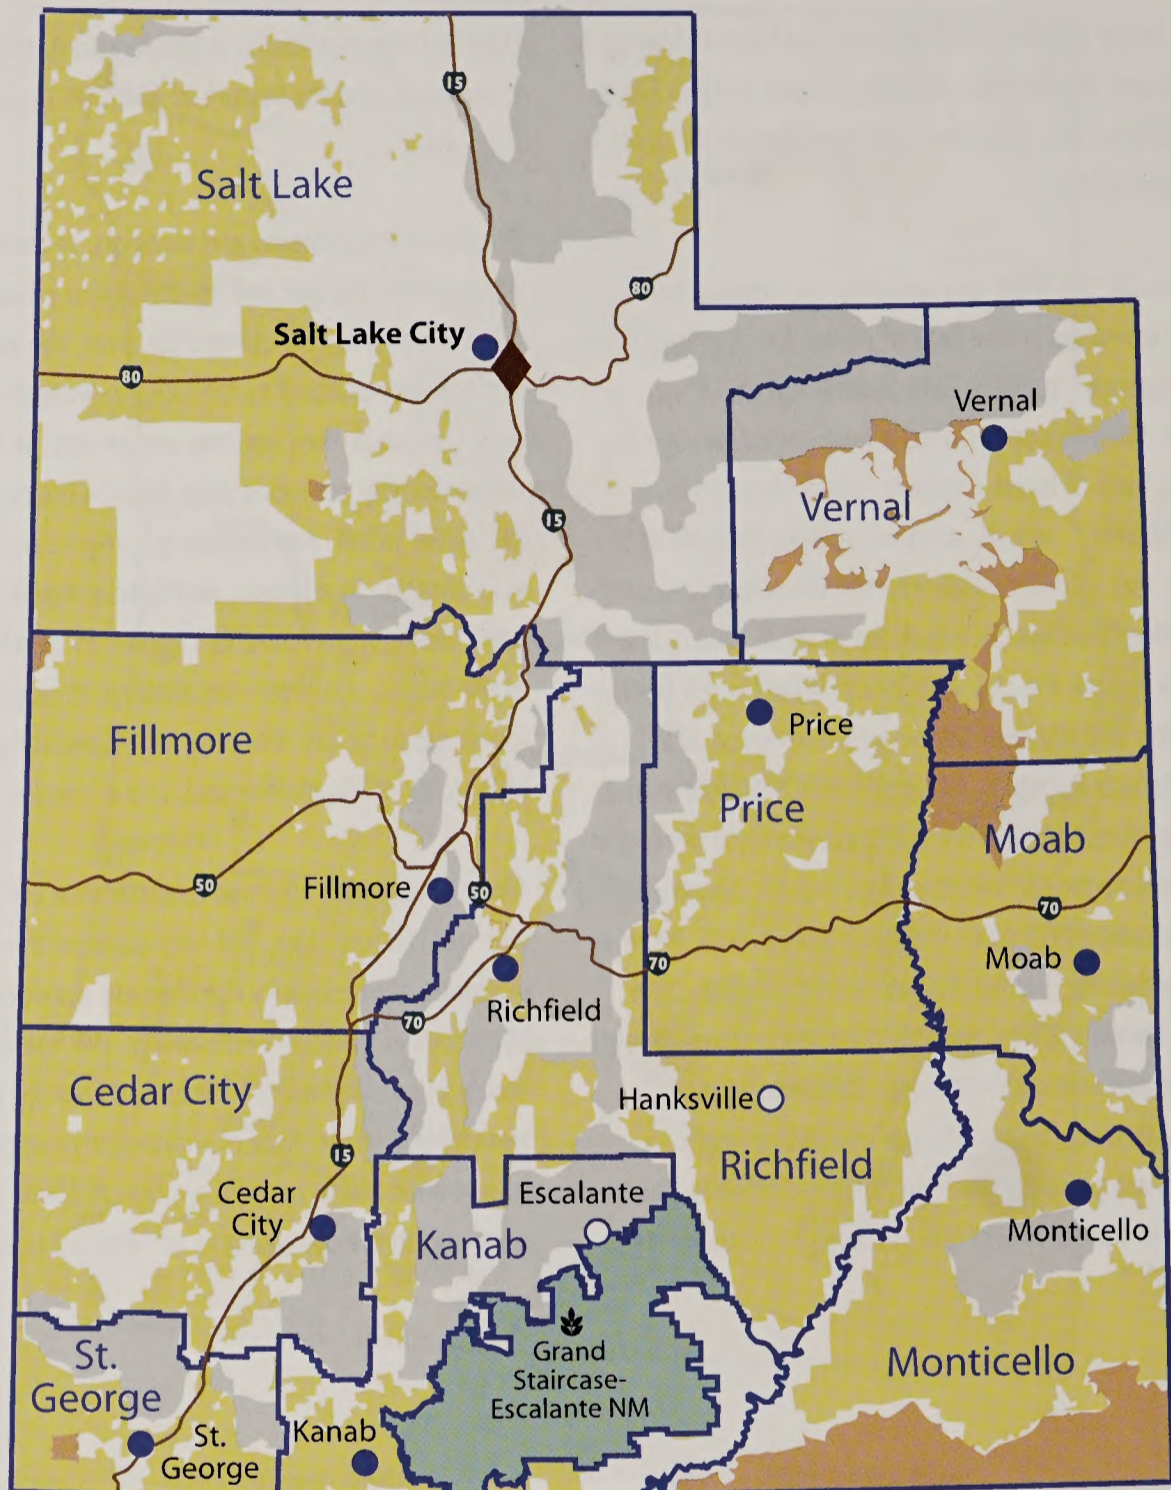 15
Salt Lake
80
Salt Lake City
80
Vernal
Vernal
15
Price
Fillmore
Price
Moab
50
Fillmore
50
70
70
Moab
Richfield
70
Cedar City
Hanksville
15
Richfield
Cedar
City
Escalante
Monticello
Kanab
Grand
Staircase-
Escalante NM
St.
George
Monticello
Kanab
St.
George